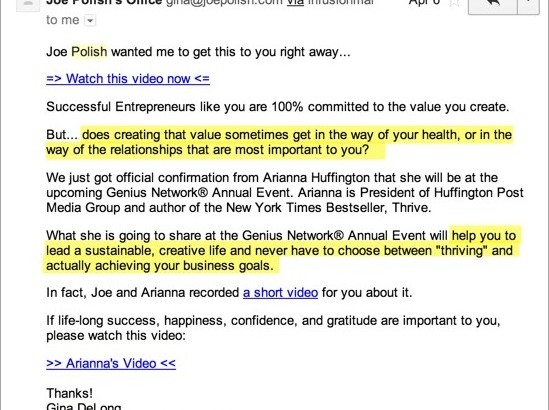 Joe Polish's Office gina@joepolish.com via infusionmail Apr 6
to me
Joe Polish wanted me to get this to you right away...
=> Watch this video now <=
Successful Entrepreneurs like you are 100% committed to the value you create.
But... does creating that value sometimes get in the way of your health, or in the
way of the relationships that are most important to you?
We just got official confirmation from Arianna Huffington that she will be at the
upcoming Genius Network® Annual Event. Arianna is President of Huffington Post
Media Group and author of the New York Times Bestseller, Thrive.
What she is going to share at the Genius Network® Annual Event will help you to
lead a sustainable, creative life and never have to choose between "thriving" and
actually achieving your business goals.
In fact, Joe and Arianna recorded a short video for you about it.
If life-long success, happiness, confidence, and gratitude are important to you,
please watch this video:
>> Arianna's Video <<
Thanks!
Gina DeLong